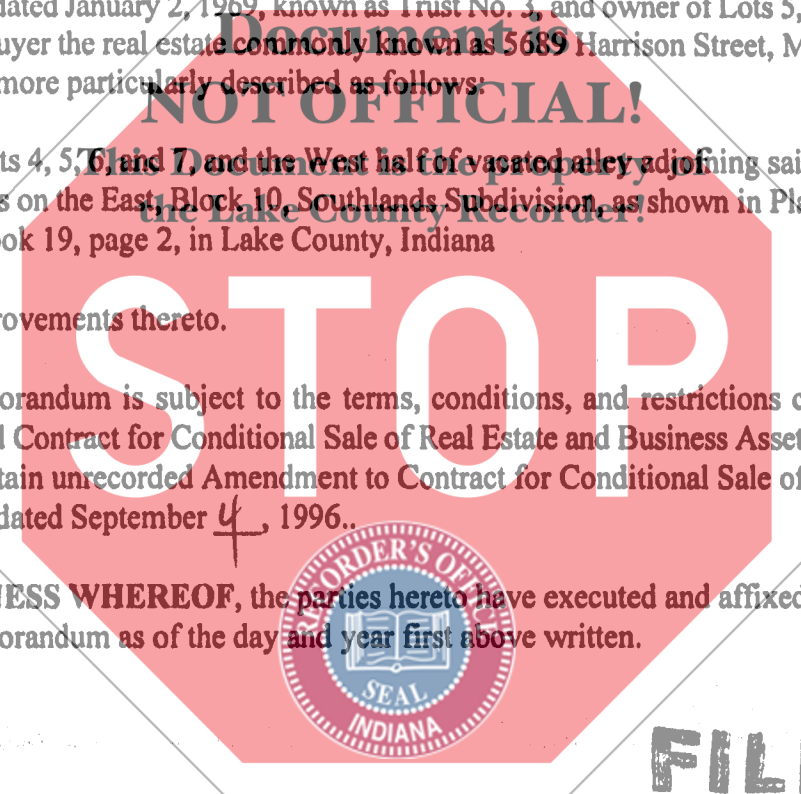 dated January 2, 1969, known as Trust No. 3, and owner of Lots 5,
Document is
uyer the real estate commonly known as 5689 Harrison Street, M
more particularly described as follows:
NOT OFFICIAL!
ts 4, 5, 6, and 7, and the West half of vacated alley adjoining sai
This Document is the property of
s on the East, Block 10, Southlands Subdivision, as shown in Pla
the Lake County Recorder!
ok 19, page 2, in Lake County, Indiana
rovements thereto.
STOP
orandum is subject to the terms, conditions, and restrictions c
l Contract for Conditional Sale of Real Estate and Business Asset
tain unrecorded Amendment to Contract for Conditional Sale of
dated September 4, 1996..
RECORDER'S OFFICE
NESS WHEREOF, the parties hereto have executed and affixed
orandum as of the day and year first above written.
SEAL
INDIANA
FIL